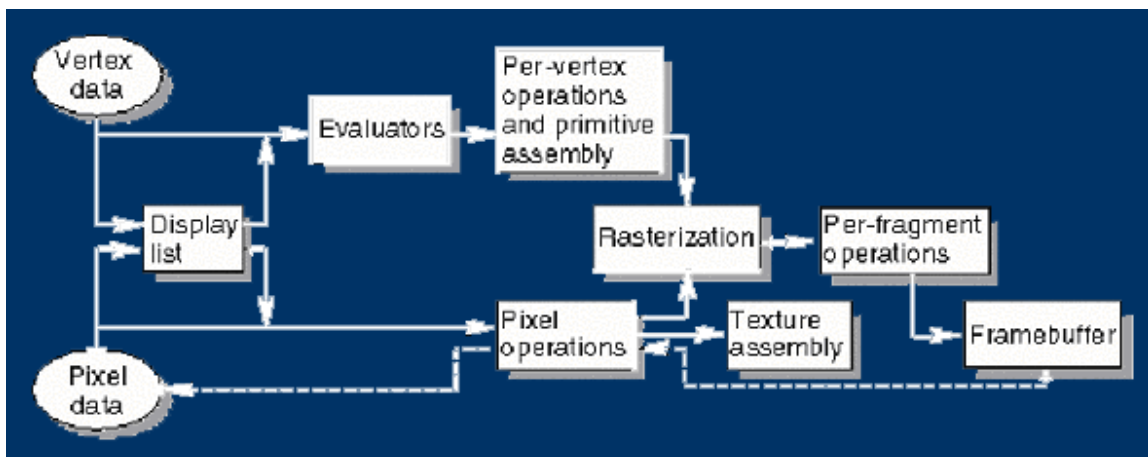 Vertex
data
Evaluators
Per-vertex
operations
and primitive
assembly
Display
list
Rasterization
Per-fragment
operations
Pixel
operations
Texture
assembly
Framebuffer
Pixel
data